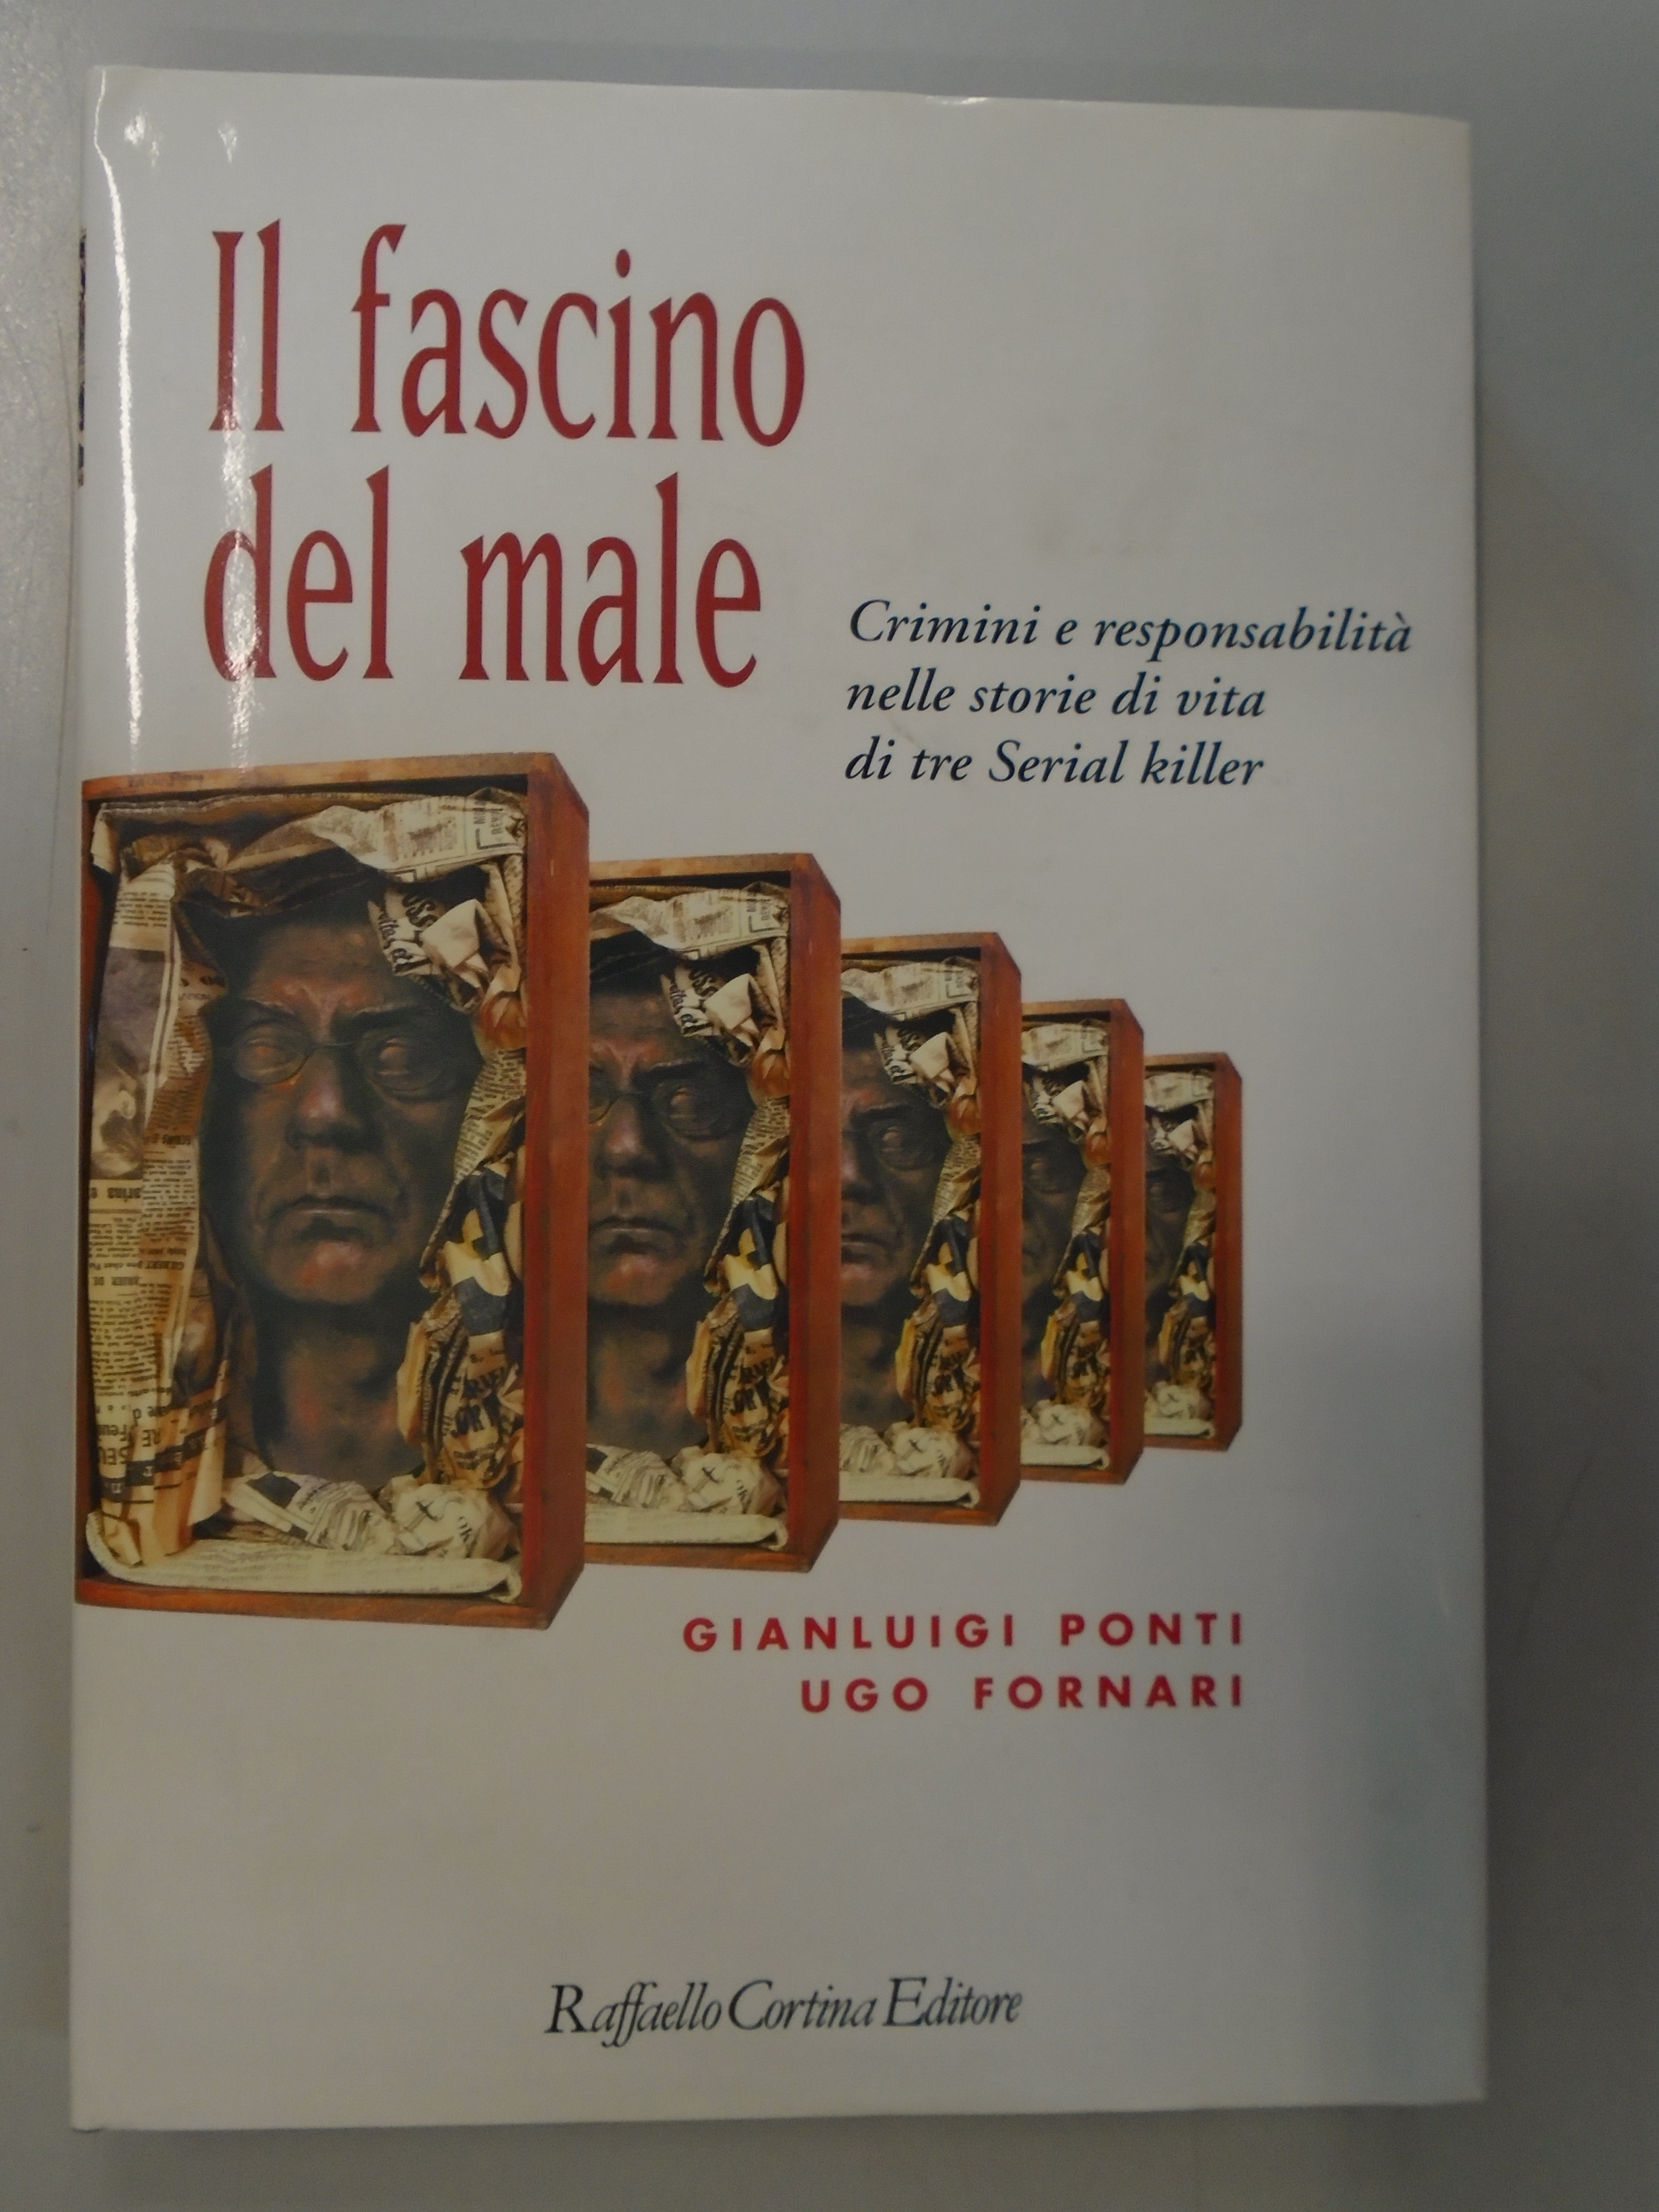 Il fascino
del male
Crimini e responsabilità
nelle storie di vita
di tre Serial killer
GIANLUIGI PONTI
UGO FORNARI
Raffaello Cortina Editore